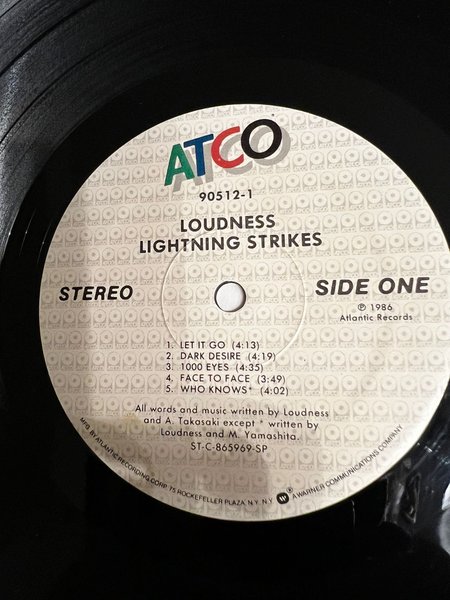 ATCO
90512-1
LOUDNESS
LIGHTNING STRIKES
STEREO
SIDE ONE
℗ 1986
Atlantic Records
1. LET IT GO (4:13)
2. DARK DESIRE (4:19)
3. 1000 EYES (4:35)
4. FACE TO FACE (3:49)
5. WHO KNOWS* (4:02)
All words and music written by Loudness
and A. Takasaki except * written by
Loudness and M. Yamashita.
ST-C-865969-SP
MFG. BY ATLANTIC RECORDING CORP. 75 ROCKEFELLER PLAZA, N.Y. N.Y. A WARNER COMMUNICATIONS COMPANY